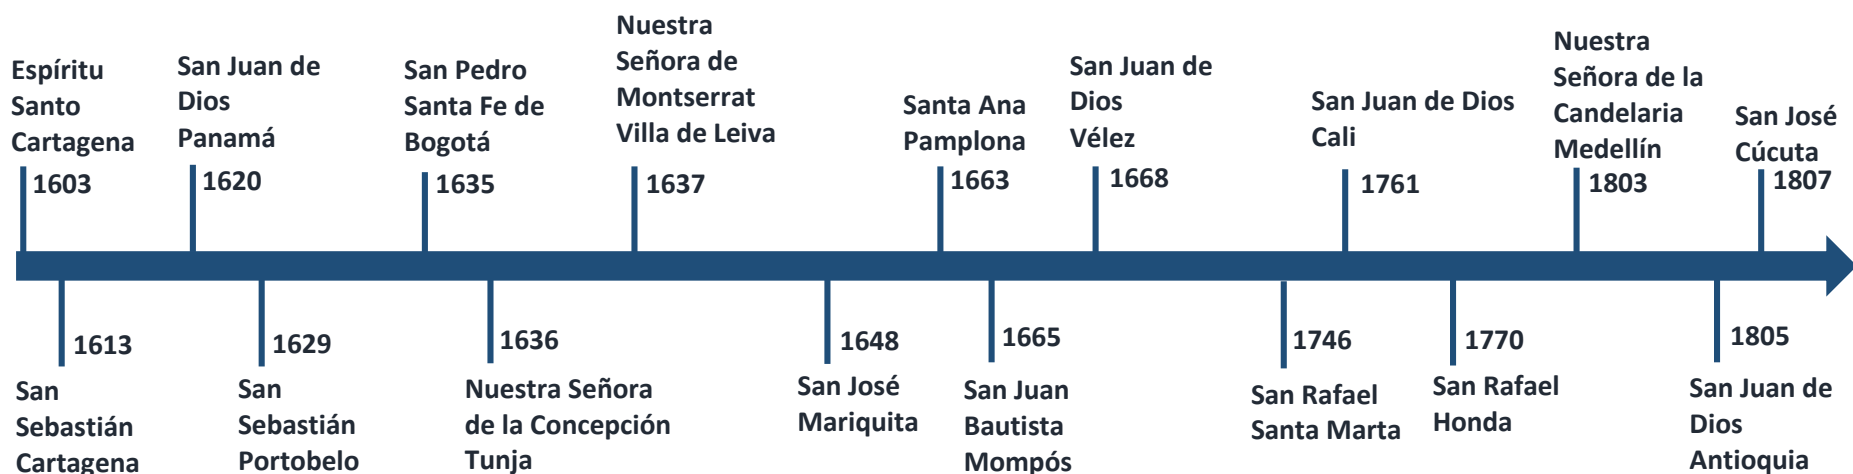 Espíritu
Santo
Cartagena
1603
San Juan de
Dios
Panamá
1620
San Pedro
Santa Fe de
Bogotá
1635
Nuestra
Señora de
Montserrat
Villa de Leiva
1637
Santa Ana
Pamplona
1663
San Juan de
Dios
Vélez
1668
San Juan de Dios
Cali
1761
Nuestra
Señora de la
Candelaria
Medellín
1803
San José
Cúcuta
1807
1613
San
Sebastián
Cartagena
1629
San
Sebastián
Portobelo
1636
Nuestra Señora
de la Concepción
Tunja
1648
San José
Mariquita
1665
San Juan
Bautista
Mompós
1746
San Rafael
Santa Marta
1770
San Rafael
Honda
1805
San Juan de
Dios
Antioquia